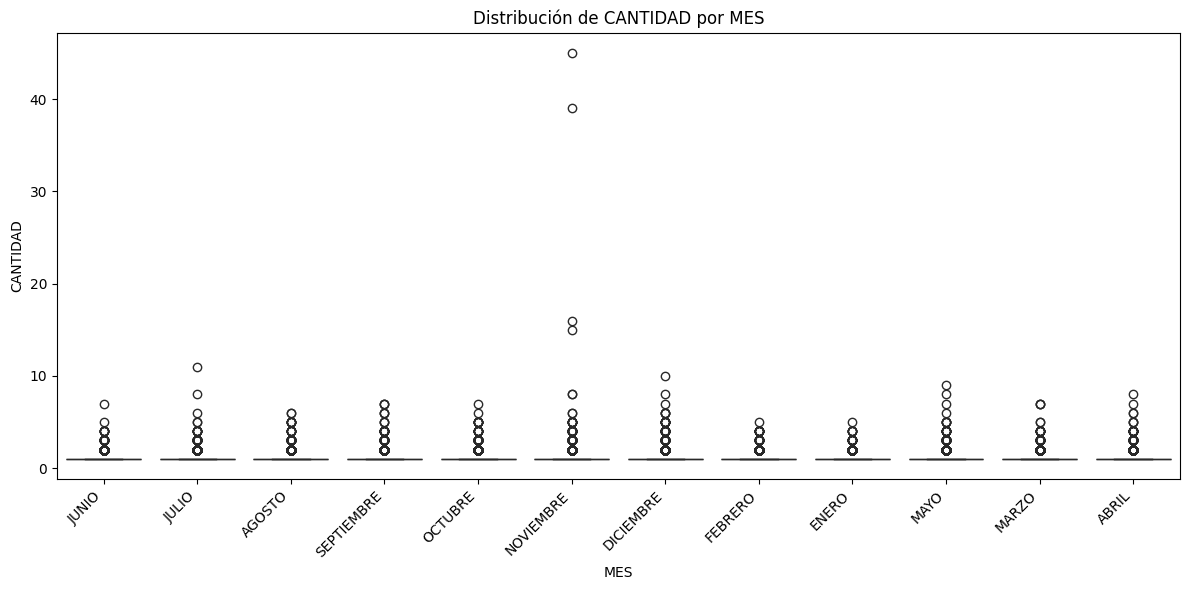 Distribución de CANTIDAD por MES
CANTIDAD
40
30
20
10
0
JUNIO
JULIO
AGOSTO
SEPTIEMBRE
OCTUBRE
NOVIEMBRE
DICIEMBRE
FEBRERO
ENERO
MAYO
MARZO
ABRIL
MES